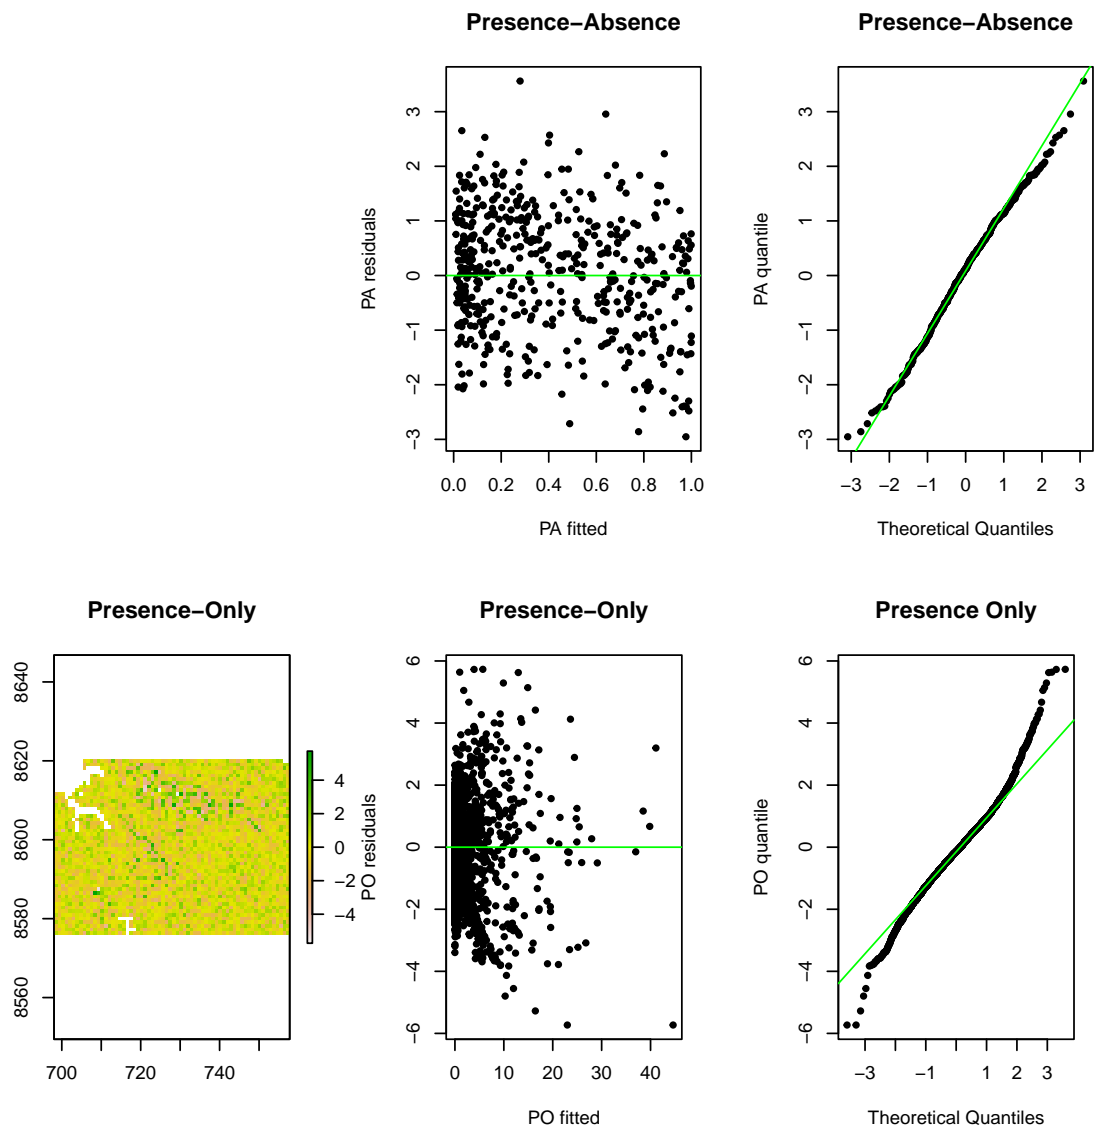 Presence−Absence
PA residuals
3
2
1
0
−1
−2
−3
0.0 0.2 0.4 0.6 0.8 1.0
PA fitted
Presence−Absence
PA quantile
3
2
1
0
−1
−2
−3
−3 −2 −1 0 1 2 3
Theoretical Quantiles
Presence−Only
8640
8620
8600
8580
8560
700 720 740
4
2
0
−2
−4
Presence−Only
PO residuals
6
4
2
0
−2
−4
−6
0 10 20 30 40
PO fitted
Presence Only
PO quantile
6
4
2
0
−2
−4
−6
−3 −1 1 2 3
Theoretical Quantiles